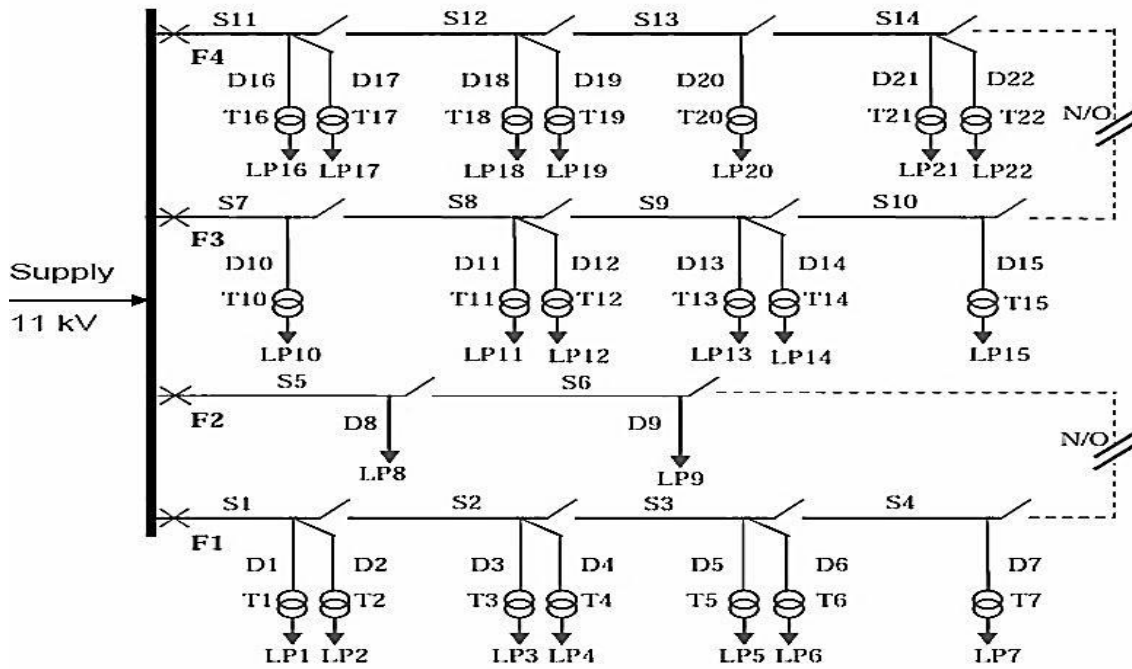 S11 S12 S13 S14
F4
D16 D17 D18 D19 D20 D21 D22
T16 T17 T18 T19 T20 T21 T22 N/O
LP16 LP17 LP18 LP19 LP20 LP21 LP22
S7 S8 S9 S10
F3
D10 D11 D12 D13 D14 D15
Supply
T10 T11 T12 T13 T14 T15
11 kV
LP10 LP11 LP12 LP13 LP14 LP15
S5 S6
F2 D8 D9
N/O
LP8 LP9
S1 S2 S3 S4
F1
D1 D2 D3 D4 D5 D6 D7
T1 T2 T3 T4 T5 T6 T7
LP1 LP2 LP3 LP4 LP5 LP6 LP7